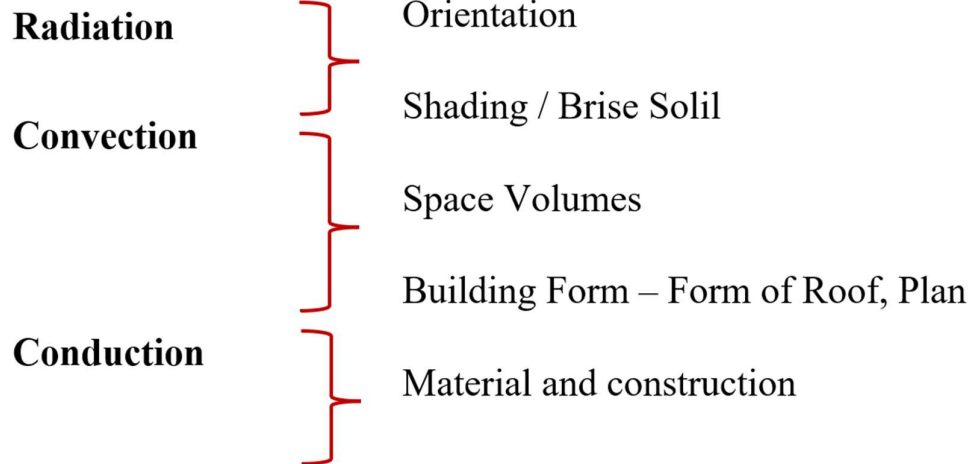 Radiation
Orientation
Shading / Brise Solil
Convection
Space Volumes
Building Form – Form of Roof, Plan
Conduction
Material and construction